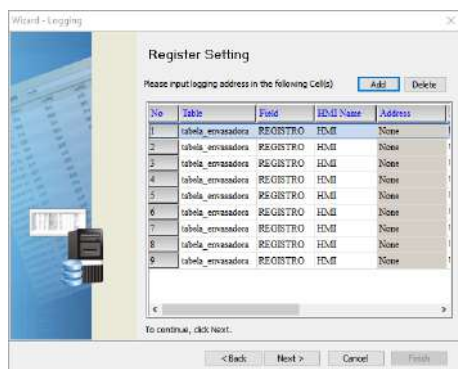 Wizard - Logging
Register Setting
Please input logging address in the following Cell(s) Add Delete
No Table Field HMI Name Address
1 tabela_envasadora REGISTRO HMI None
2 tabela_envasadora REGISTRO HMI None
3 tabela_envasadora REGISTRO HMI None
4 tabela_envasadora REGISTRO HMI None
5 tabela_envasadora REGISTRO HMI None
6 tabela_envasadora REGISTRO HMI None
7 tabela_envasadora REGISTRO HMI None
8 tabela_envasadora REGISTRO HMI None
9 tabela_envasadora REGISTRO HMI None
To continue, click Next.
< Back Next > Cancel Finish